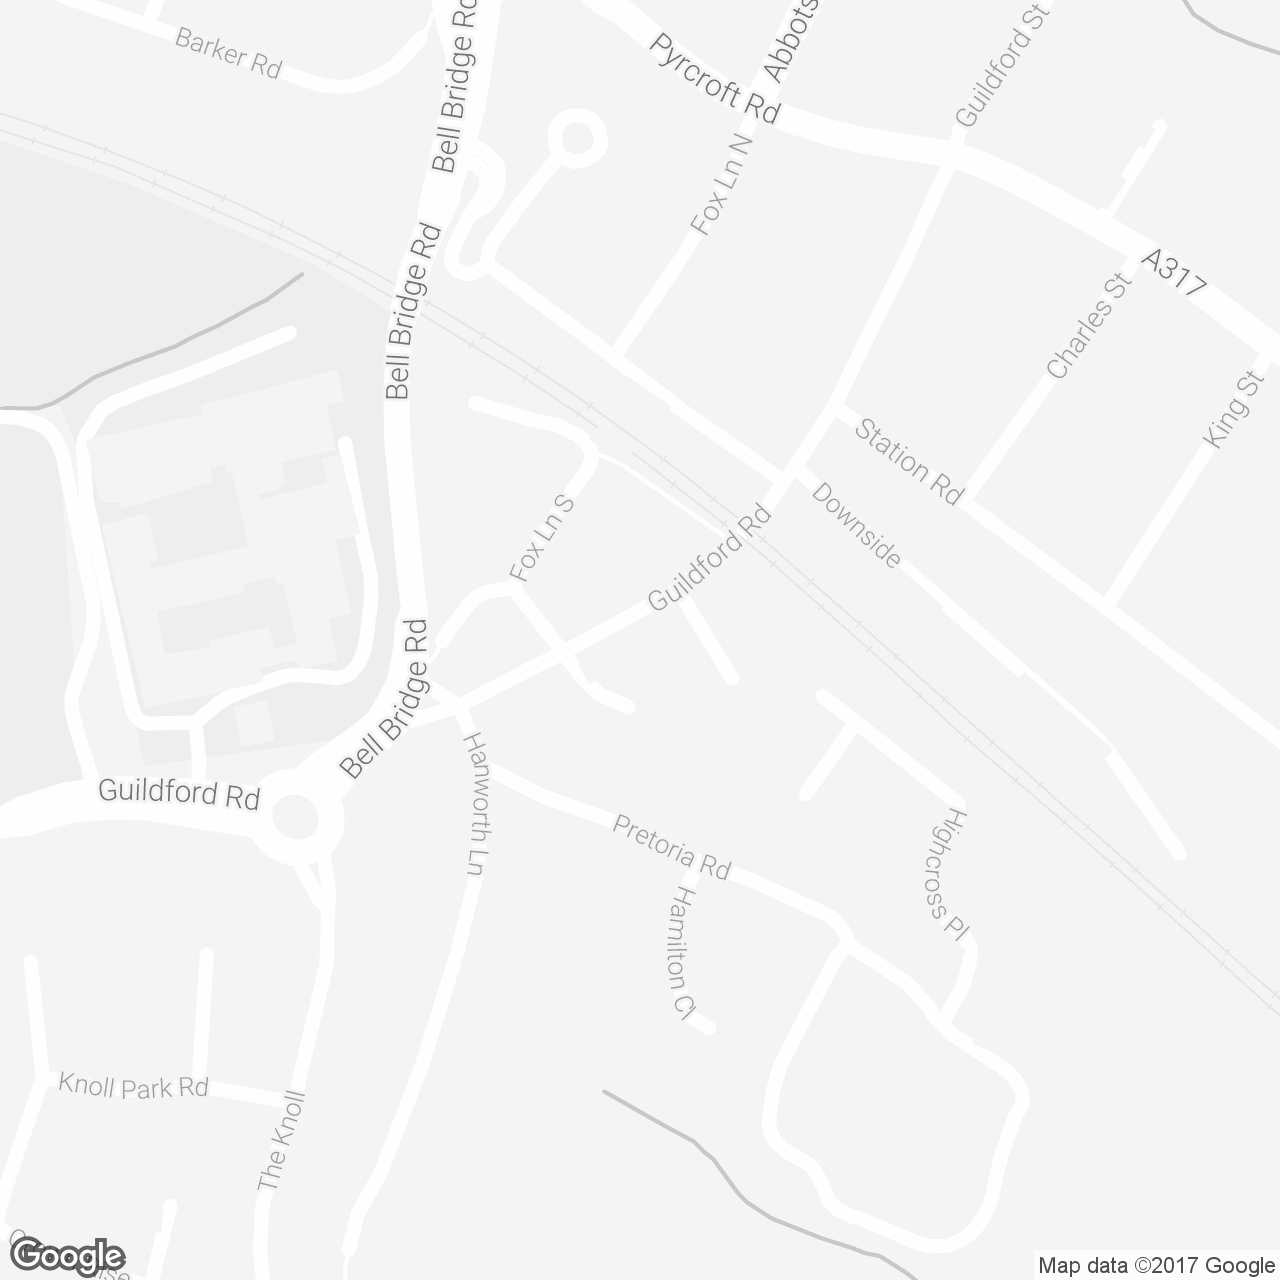 Barker Rd
Bell Bridge Rd
Pyrcroft Rd
Abbots
Guildford St
Fox Ln N
A317
Bell Bridge Rd
Charles St
King St
Station Rd
Downside
Fox Ln S
Guildford Rd
Bell Bridge Rd
Guildford Rd
Hanworth Ln
Pretoria Rd
Highcross Pl
Hamilton Cl
Knoll Park Rd
The Knoll
Google
Map data ©2017 Google